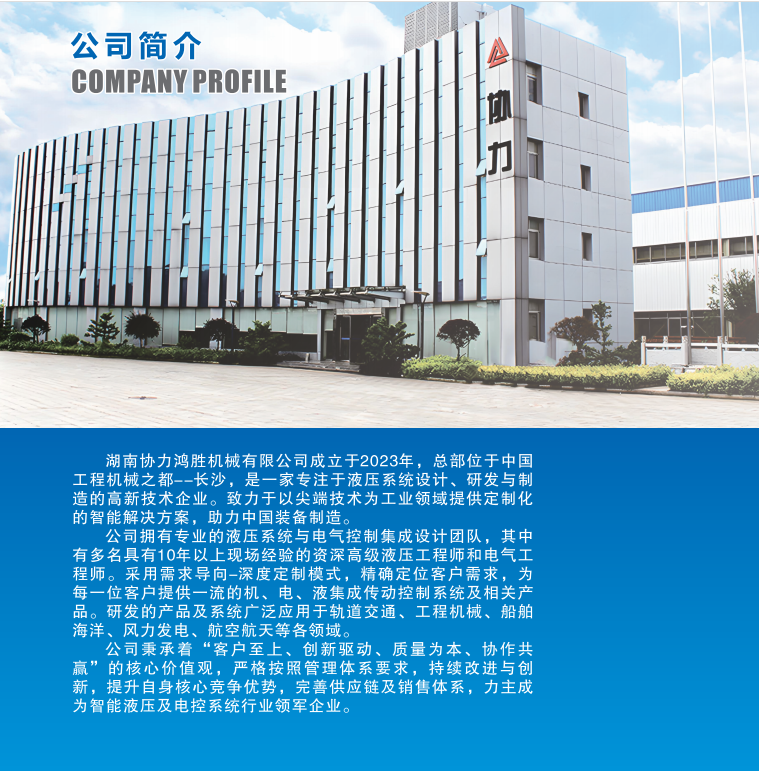 公司简介
COMPANY PROFILE
协力
湖南协力鸿胜机械有限公司成立于2023年，总部位于中国
工程机械之都--长沙，是一家专注于液压系统设计、研发与制
造的高新技术企业。致力于以尖端技术为工业领域提供定制化
的智能解决方案，助力中国装备制造。
公司拥有专业的液压系统与电气控制集成设计团队，其中
有多名具有10年以上现场经验的资深高级液压工程师和电气工
程师。采用需求导向-深度定制模式，精确定位客户需求，为
每一位客户提供一流的机、电、液集成传动控制系统及相关产
品。研发的产品及系统广泛应用于轨道交通、工程机械、船舶
海洋、风力发电、航空航天等各领域。
公司秉承着“客户至上、创新驱动、质量为本、协作共
赢”的核心价值观，严格按照管理体系要求，持续改进与创
新，提升自身核心竞争优势，完善供应链及销售体系，力主成
为智能液压及电控系统行业领军企业。